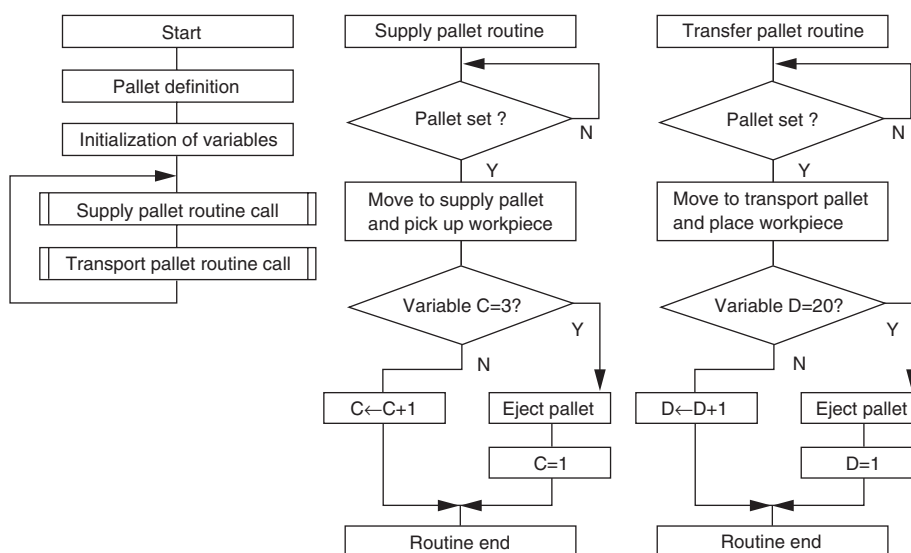 Start
Pallet definition
Initialization of variables
Supply pallet routine call
Transport pallet routine call
Supply pallet routine
Pallet set ?
N
Y
Move to supply pallet
and pick up workpiece
Variable C=3?
Y
N
C←C+1
Eject pallet
C=1
Routine end
Transfer pallet routine
Pallet set ?
N
Y
Move to transport pallet
and place workpiece
Variable D=20?
Y
N
D←D+1
Eject pallet
D=1
Routine end